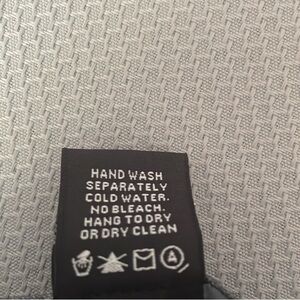 HAND WASH
SEPARATELY
COLD WATER.
NO BLEACH.
HANG TO DRY
OR DRY CLEAN
A